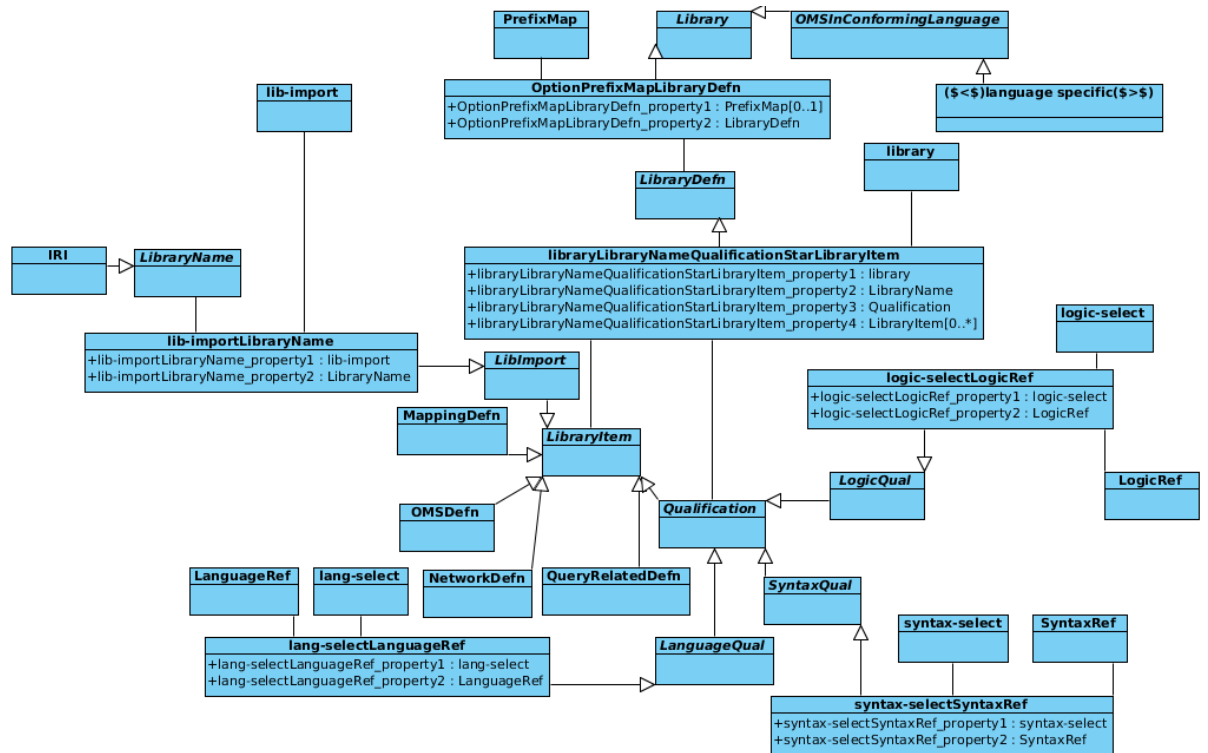 PrefixMap
Library
OMSInConformingLanguage
lib-import
OptionPrefixMapLibraryDefn
+OptionPrefixMapLibraryDefn_property1 : PrefixMap[0..1]
+OptionPrefixMapLibraryDefn_property2 : LibraryDefn
($<$)language specific($>$)
library
LibraryDefn
IRI
LibraryName
libraryLibraryNameQualificationStarLibraryItem
+libraryLibraryNameQualificationStarLibraryItem_property1 : library
+libraryLibraryNameQualificationStarLibraryItem_property2 : LibraryName
+libraryLibraryNameQualificationStarLibraryItem_property3 : Qualification
+libraryLibraryNameQualificationStarLibraryItem_property4 : LibraryItem[0..*]
logic-select
lib-importLibraryName
+lib-importLibraryName_property1 : lib-import
+lib-importLibraryName_property2 : LibraryName
LibImport
logic-selectLogicRef
+logic-selectLogicRef_property1 : logic-select
+logic-selectLogicRef_property2 : LogicRef
MappingDefn
LibraryItem
LogicQual
LogicRef
OMSDefn
Qualification
LanguageRef
lang-select
NetworkDefn
QueryRelatedDefn
SyntaxQual
lang-selectLanguageRef
+lang-selectLanguageRef_property1 : lang-select
+lang-selectLanguageRef_property2 : LanguageRef
LanguageQual
syntax-select
SyntaxRef
syntax-selectSyntaxRef
+syntax-selectSyntaxRef_property1 : syntax-select
+syntax-selectSyntaxRef_property2 : SyntaxRef